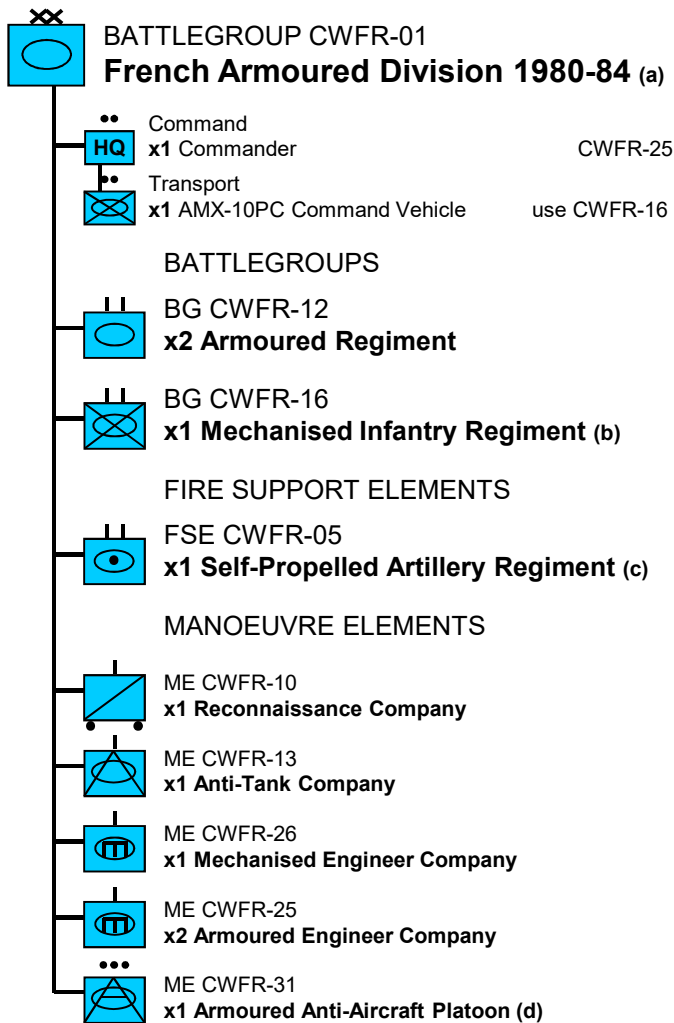 BATTLEGROUP CWFR-01
French Armoured Division 1980-84 (a)
Command
HQ x1 Commander CWFR-25
Transport
x1 AMX-10PC Command Vehicle use CWFR-16
BATTLEGROUPS
BG CWFR-12
x2 Armoured Regiment
BG CWFR-16
x1 Mechanised Infantry Regiment (b)
FIRE SUPPORT ELEMENTS
FSE CWFR-05
x1 Self-Propelled Artillery Regiment (c)
MANOEUVRE ELEMENTS
ME CWFR-10
x1 Reconnaissance Company
ME CWFR-13
x1 Anti-Tank Company
ME CWFR-26
x1 Mechanised Engineer Company
ME CWFR-25
x2 Armoured Engineer Company
ME CWFR-31
x1 Armoured Anti-Aircraft Platoon (d)